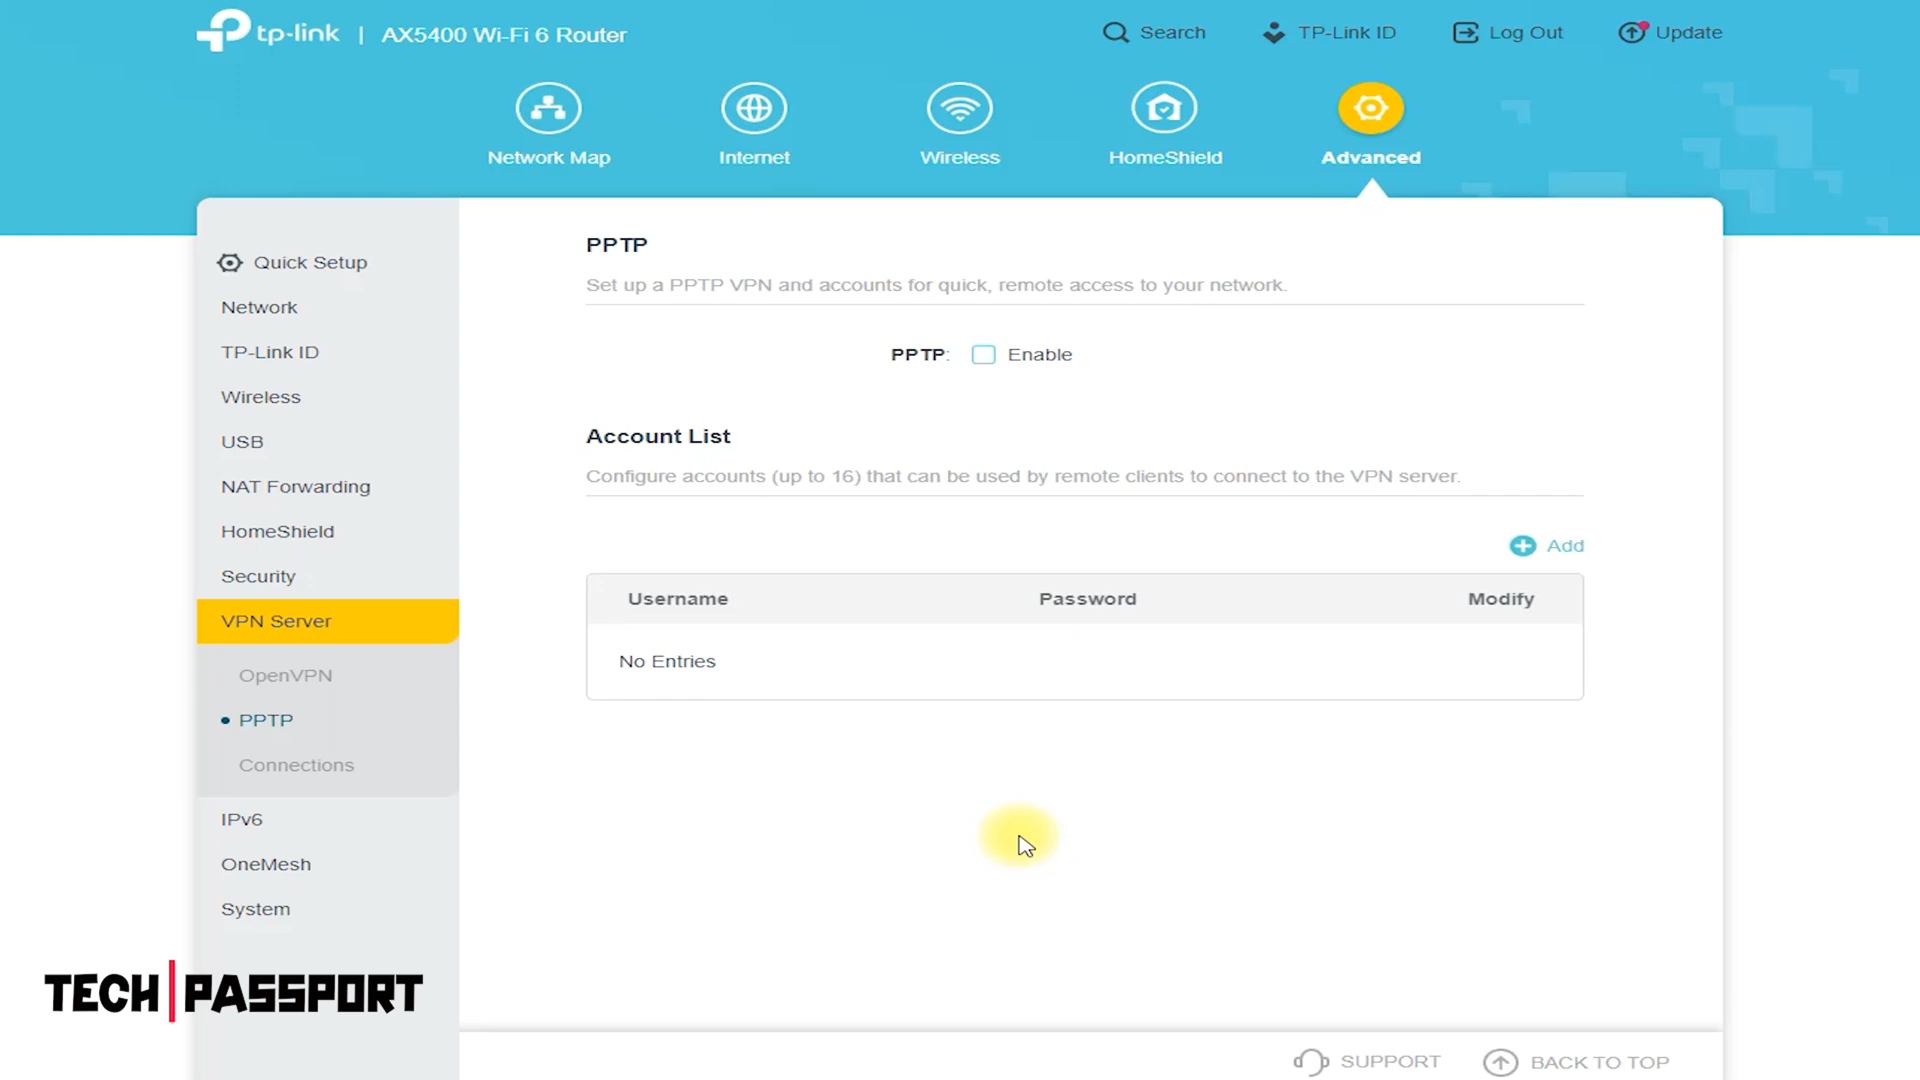 tp-link | AX5400 Wi-Fi 6 Router
Search
TP-Link ID
Log Out
Update
Network Map
Internet
Wireless
HomeShield
Advanced
Quick Setup
Network
TP-Link ID
Wireless
USB
NAT Forwarding
HomeShield
Security
VPN Server
OpenVPN
PPTP
Connections
IPv6
OneMesh
System
PPTP
Set up a PPTP VPN and accounts for quick, remote access to your network.
PPTP: Enable
Account List
Configure accounts (up to 16) that can be used by remote clients to connect to the VPN server.
Add
Username Password Modify
No Entries
TECH|PASSPORT
SUPPORT
BACK TO TOP